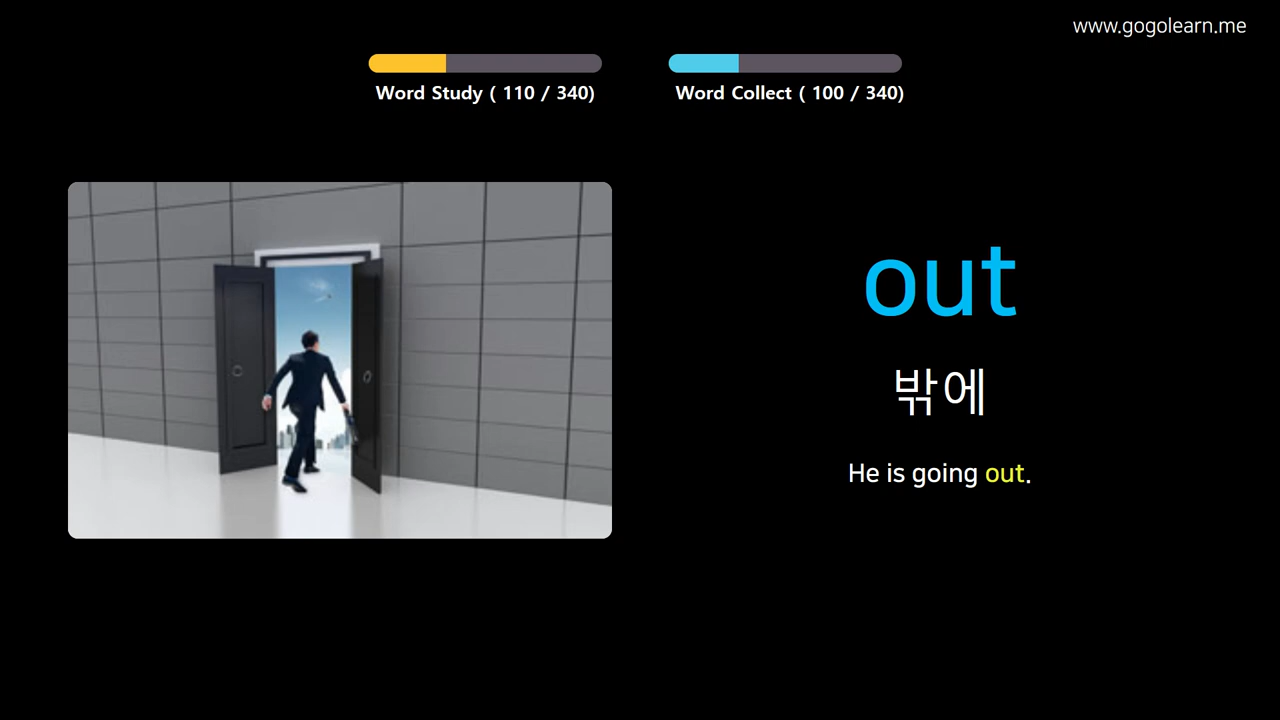 www.gogolearn.me
Word Study ( 110 / 340)
Word Collect ( 100 / 340)
out
밖에
He is going out.